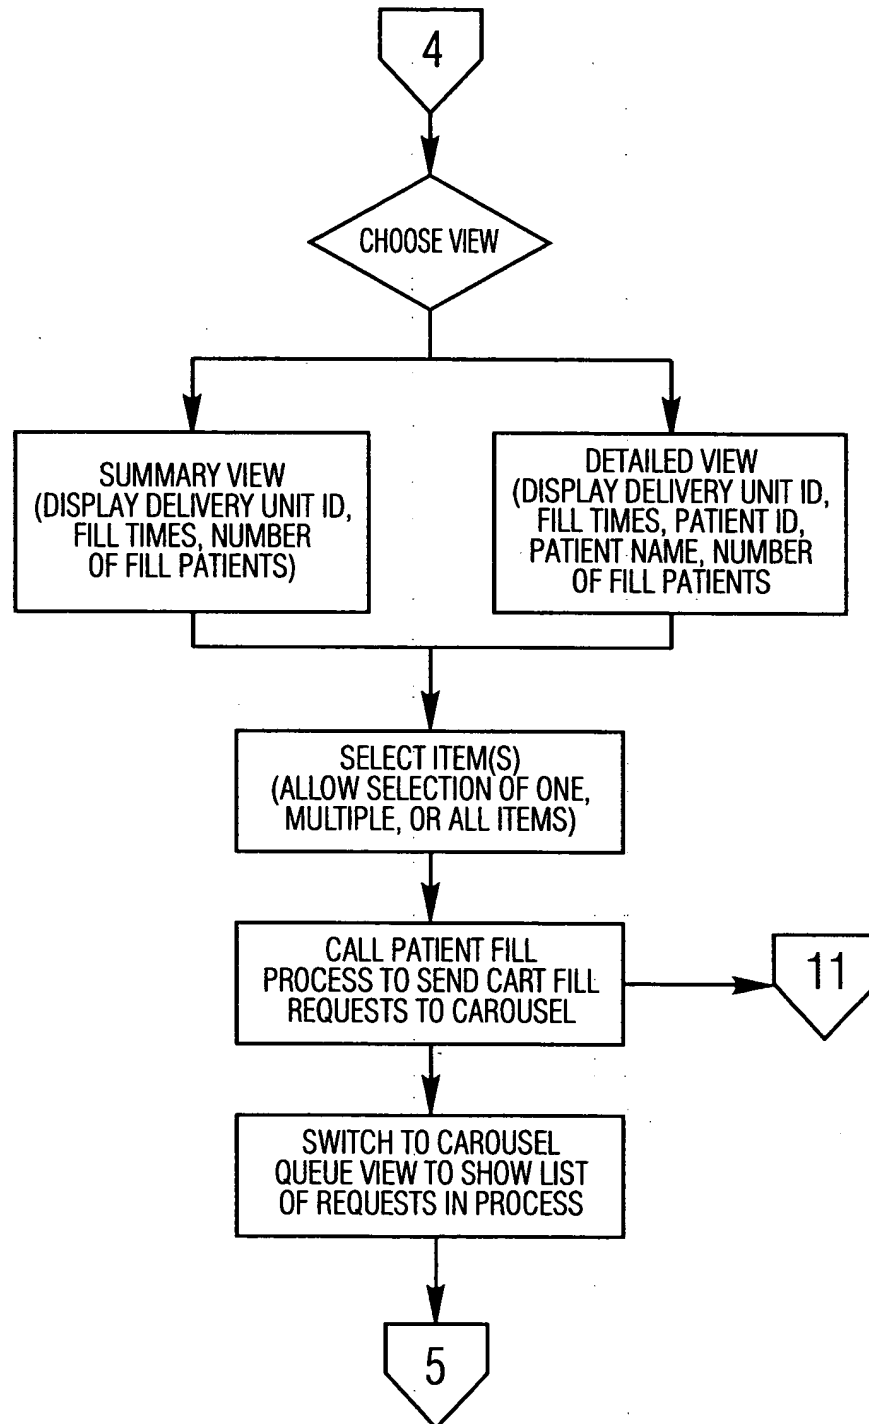 4
CHOOSE VIEW
SUMMARY VIEW
(DISPLAY DELIVERY UNIT ID,
FILL TIMES, NUMBER
OF FILL PATIENTS)
DETAILED VIEW
(DISPLAY DELIVERY UNIT ID,
FILL TIMES, PATIENT ID,
PATIENT NAME, NUMBER
OF FILL PATIENTS
SELECT ITEM(S)
(ALLOW SELECTION OF ONE,
MULTIPLE, OR ALL ITEMS)
CALL PATIENT FILL
PROCESS TO SEND CART FILL
REQUESTS TO CAROUSEL
11
SWITCH TO CAROUSEL
QUEUE VIEW TO SHOW LIST
OF REQUESTS IN PROCESS
5